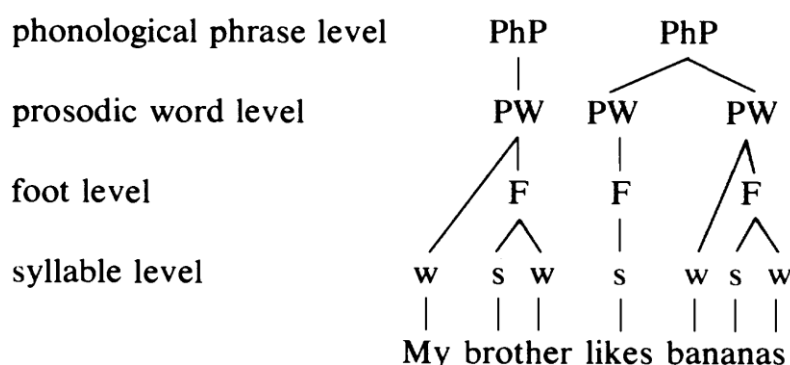 phonological phrase level PhP PhP
prosodic word level PW PW PW
foot level F F F
syllable level w s w s w s w
My brother likes bananas